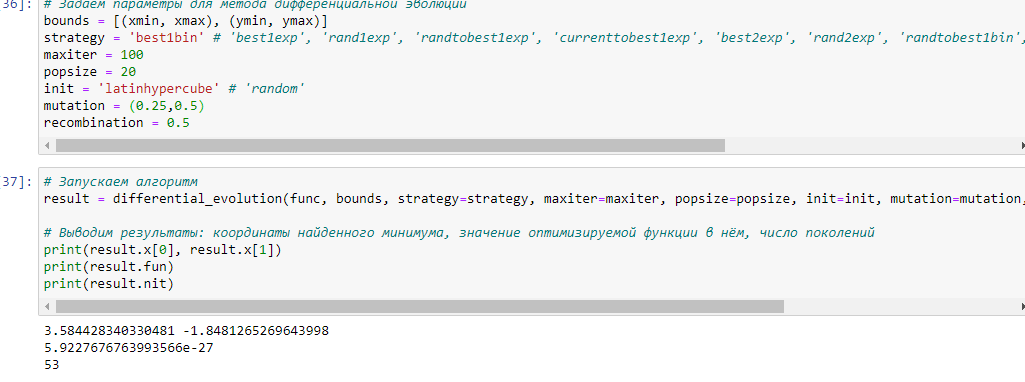 36]: # Задаем параметры для метода дифференциальной эволюции
bounds = [(xmin, xmax), (ymin, ymax)]
strategy = 'best1bin' # 'best1exp', 'rand1exp', 'randtobest1exp', 'currenttobest1exp', 'best2exp', 'rand2exp', 'randtobest1bin',
maxiter = 100
popsize = 20
init = 'latinhypercube' # 'random'
mutation = (0.25,0.5)
recombination = 0.5
[37]: # Запускаем алгоритм
result = differential_evolution(func, bounds, strategy=strategy, maxiter=maxiter, popsize=popsize, init=init, mutation=mutation,
# Выводим результаты: координаты найденного минимума, значение оптимизируемой функции в нём, число поколений
print(result.x[0], result.x[1])
print(result.fun)
print(result.nit)
3.584428340330481 -1.8481265269643998
5.9227676763993566e-27
53